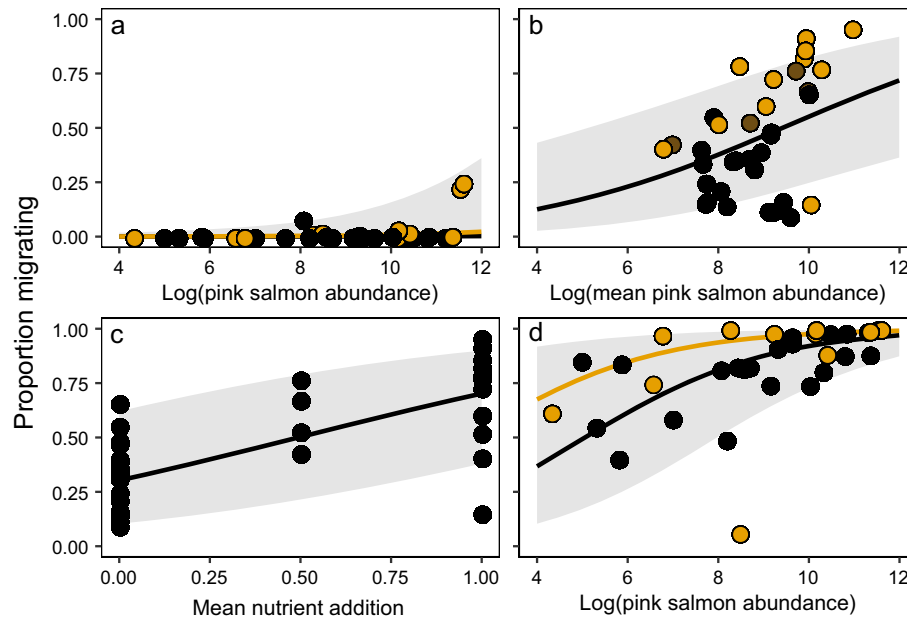 Proportion migrating
a
1.00
0.75
0.50
0.25
0.00
4 6 8 10 12
Log(pink salmon abundance)
b
4 6 8 10 12
Log(mean pink salmon abundance)
c
1.00
0.75
0.50
0.25
0.00
0.00 0.25 0.50 0.75 1.00
Mean nutrient addition
d
4 6 8 10 12
Log(pink salmon abundance)